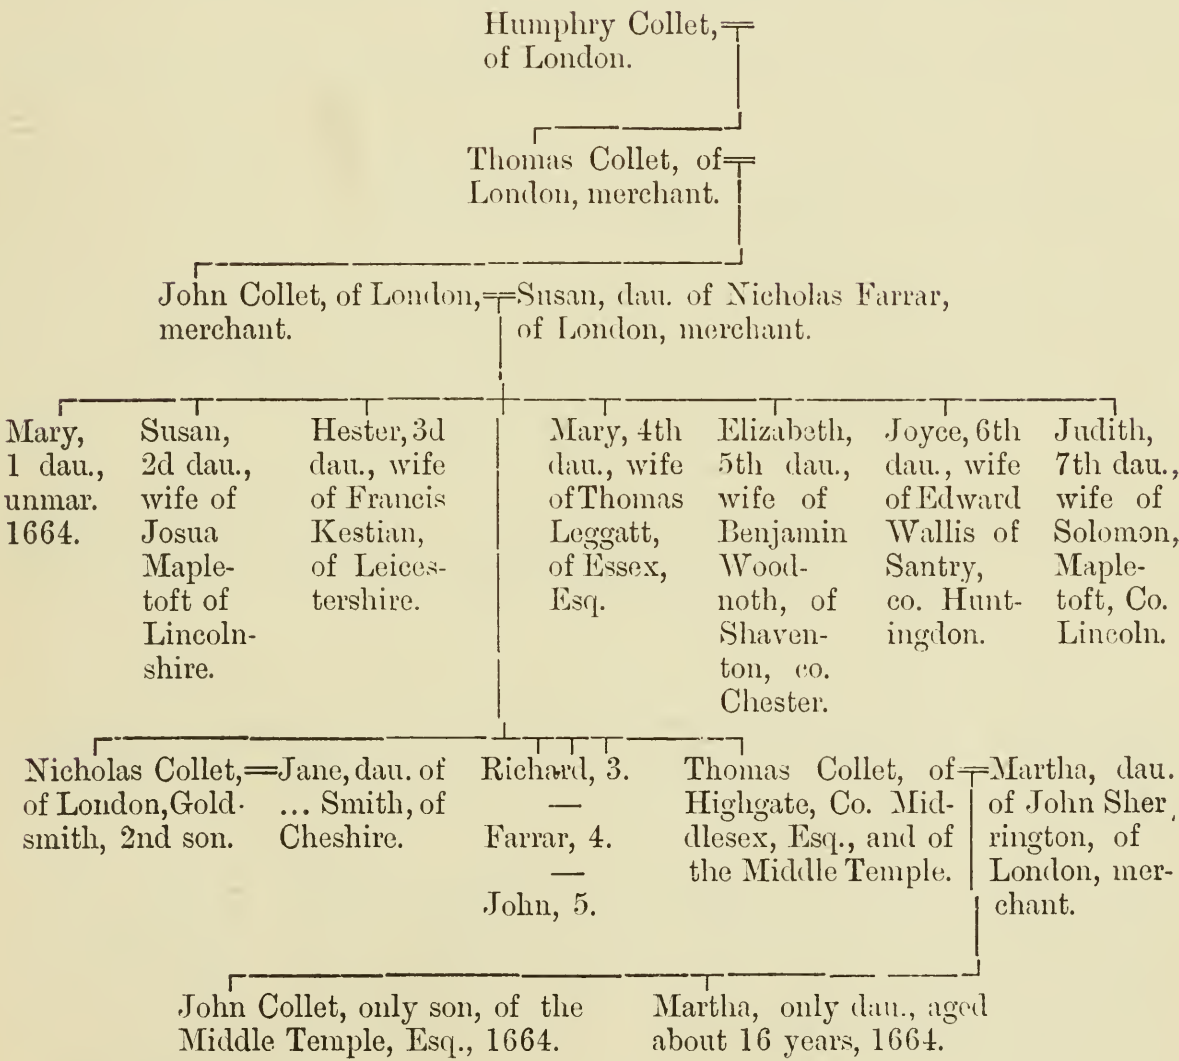 Humphry Collet,
of London.
Thomas Collet, of
London, merchant.
John Collet, of London,
merchant.
Susan, dau. of Nicholas Farrar,
of London, merchant.
Mary,
1 dau.,
unmar.
1664.
Susan,
2d dau.,
wife of
Josua
Maple-
toft of
Lincoln-
shire.
Hester, 3d
dau., wife
of Francis
Kestian,
of Leices-
tershire.
Mary, 4th
dau., wife
of Thomas
Leggatt,
of Essex,
Esq.
Elizabeth,
5th dau.,
wife of
Benjamin
Wood-
noth, of
Shaven-
ton, co.
Chester.
Joyce, 6th
dau., wife
of Edward
Wallis of
Santry,
co. Hunt-
ingdon.
Judith,
7th dau.,
wife of
Solomon,
Maple-
toft, Co.
Lincoln.
Nicholas Collet,
of London, Gold-
smith, 2nd son.
Jane, dau. of
... Smith, of
Cheshire.
Richard, 3.
—
Farrar, 4.
—
John, 5.
Thomas Collet, of
Highgate, Co. Mid-
dlesex, Esq., and of
the Middle Temple.
Martha, dau.
of John Sher
rington, of
London, mer-
chant.
John Collet, only son, of the
Middle Temple, Esq., 1664.
Martha, only dau., aged
about 16 years, 1664.